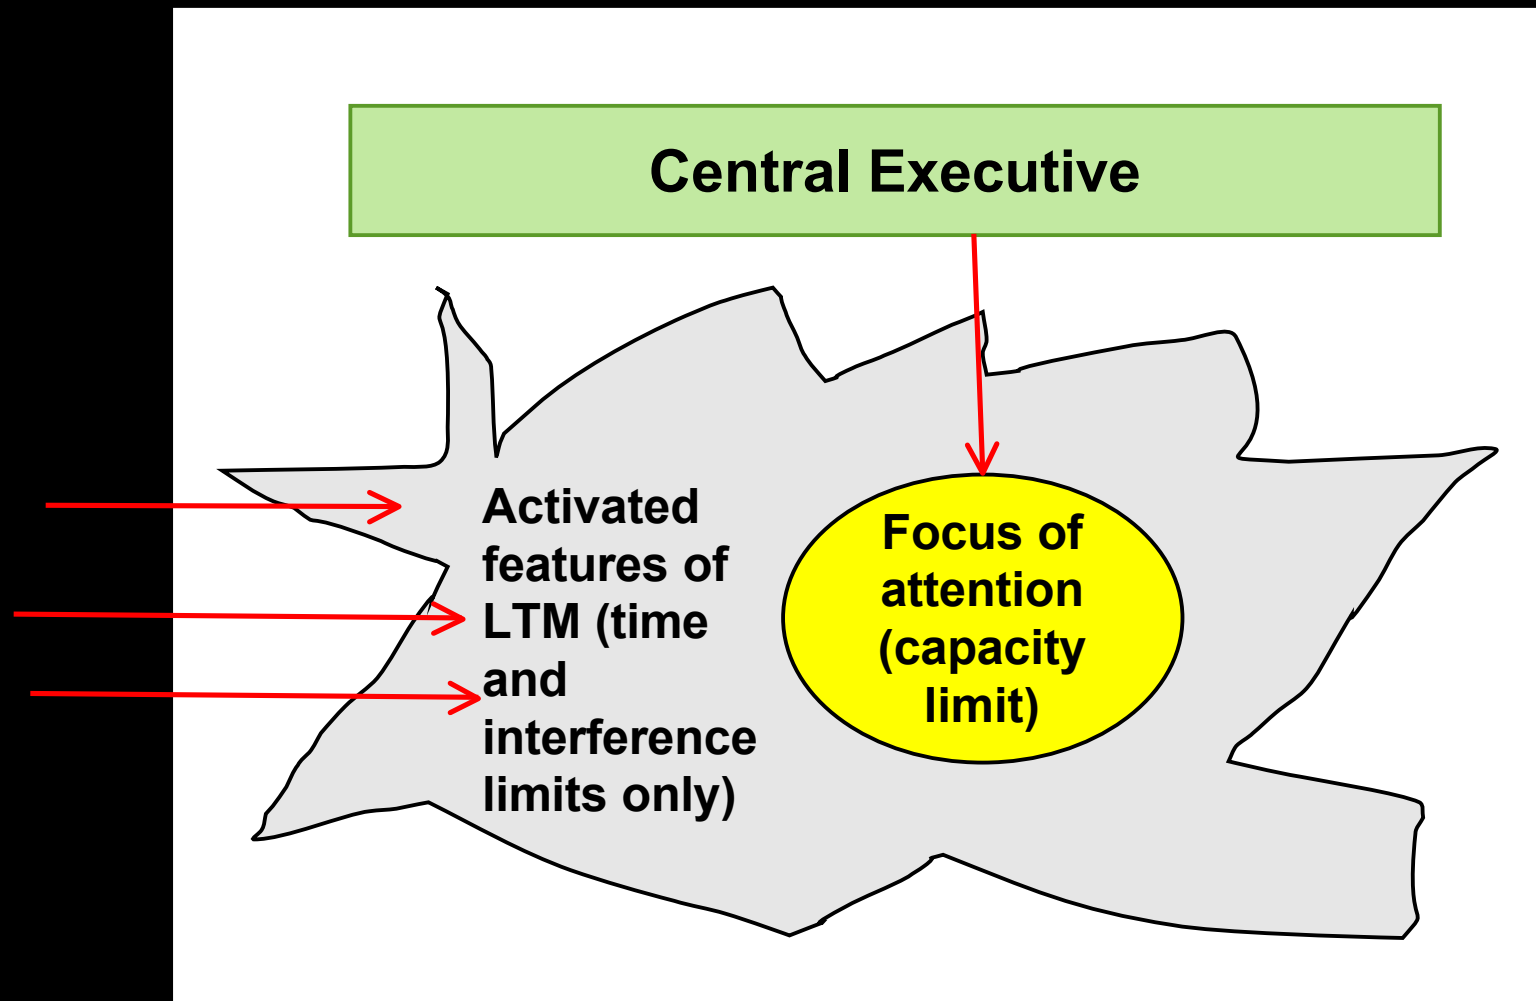 Central Executive
Activated
features of
LTM (time
and
interference
limits only)
Focus of
attention
(capacity
limit)